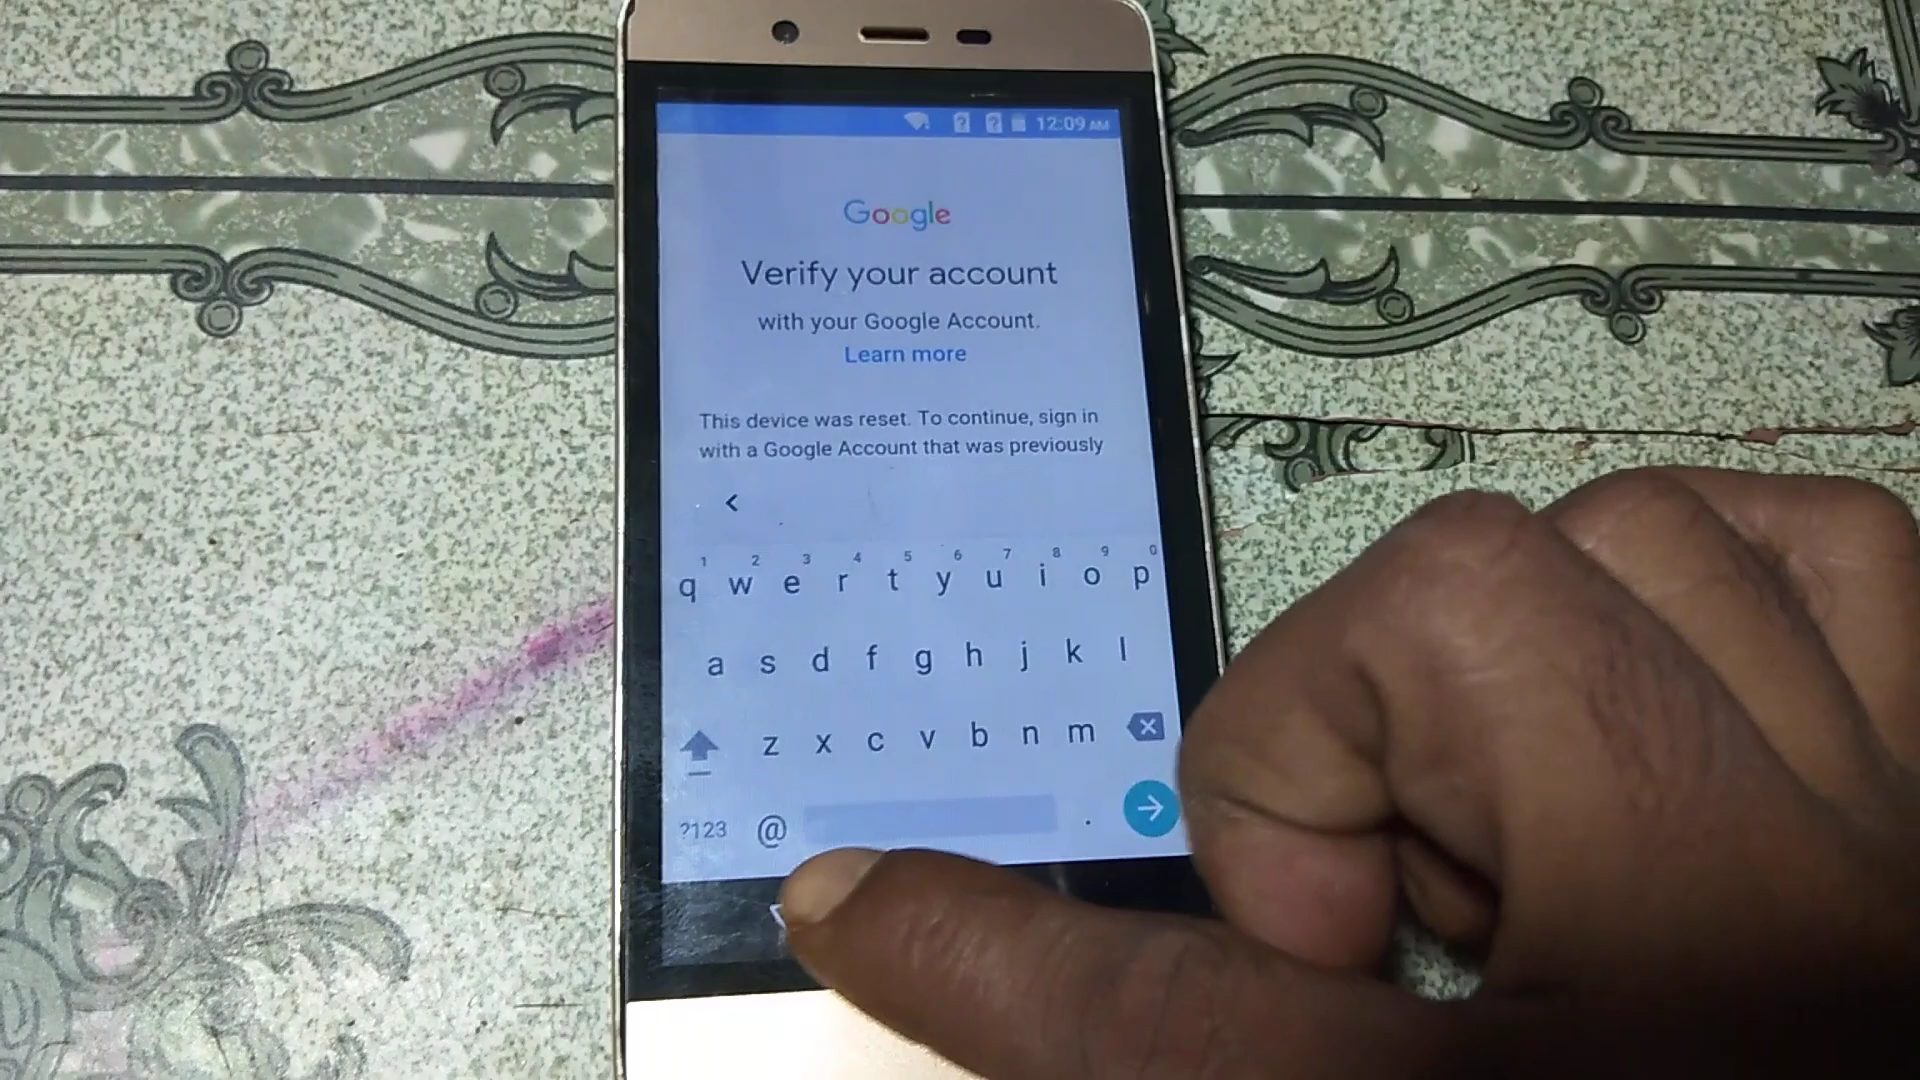 12:09 AM
Google
Verify your account
with your Google Account.
Learn more
This device was reset. To continue, sign in
with a Google Account that was previously
1 2 3 4 5 6 7 8 9 0
q w e r t y u i o p
a s d f g h j k l
z x c v b n m
?123 @ .